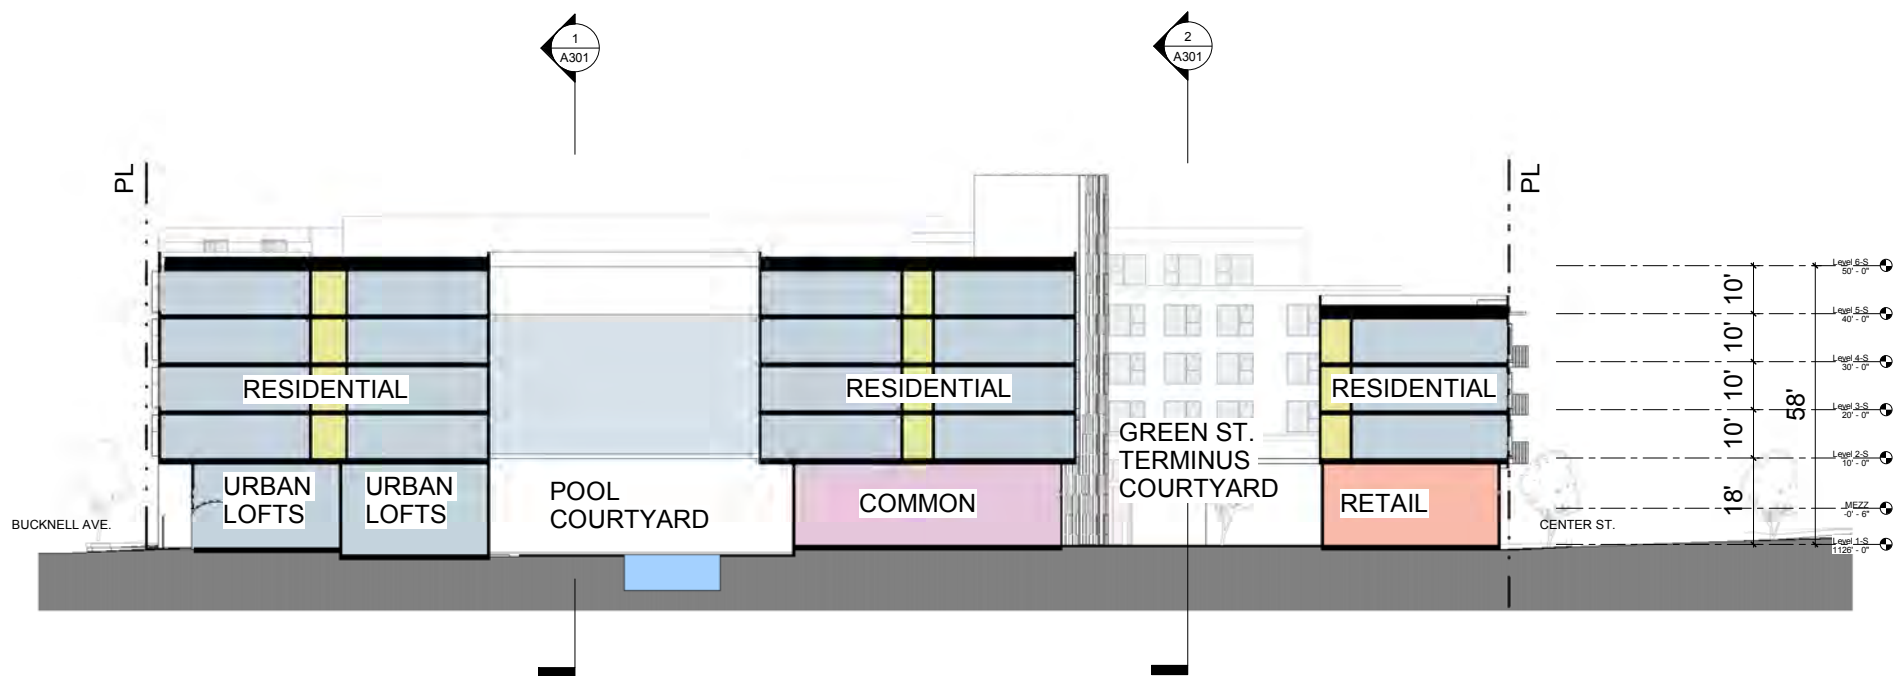 1
A301
2
A301
PL
PL
Level 6-S
50' - 0"
10'
Level 5-S
40' - 0"
10'
Level 4-S
30' - 0"
RESIDENTIAL
RESIDENTIAL
RESIDENTIAL
10'
58'
Level 3-S
20' - 0"
10'
GREEN ST.
TERMINUS
COURTYARD
Level 2-S
10' - 0"
URBAN
LOFTS
URBAN
LOFTS
POOL
COURTYARD
COMMON
RETAIL
18'
MEZZ
-0' - 6"
BUCKNELL AVE.
CENTER ST.
Level 1-S
1126' - 0"